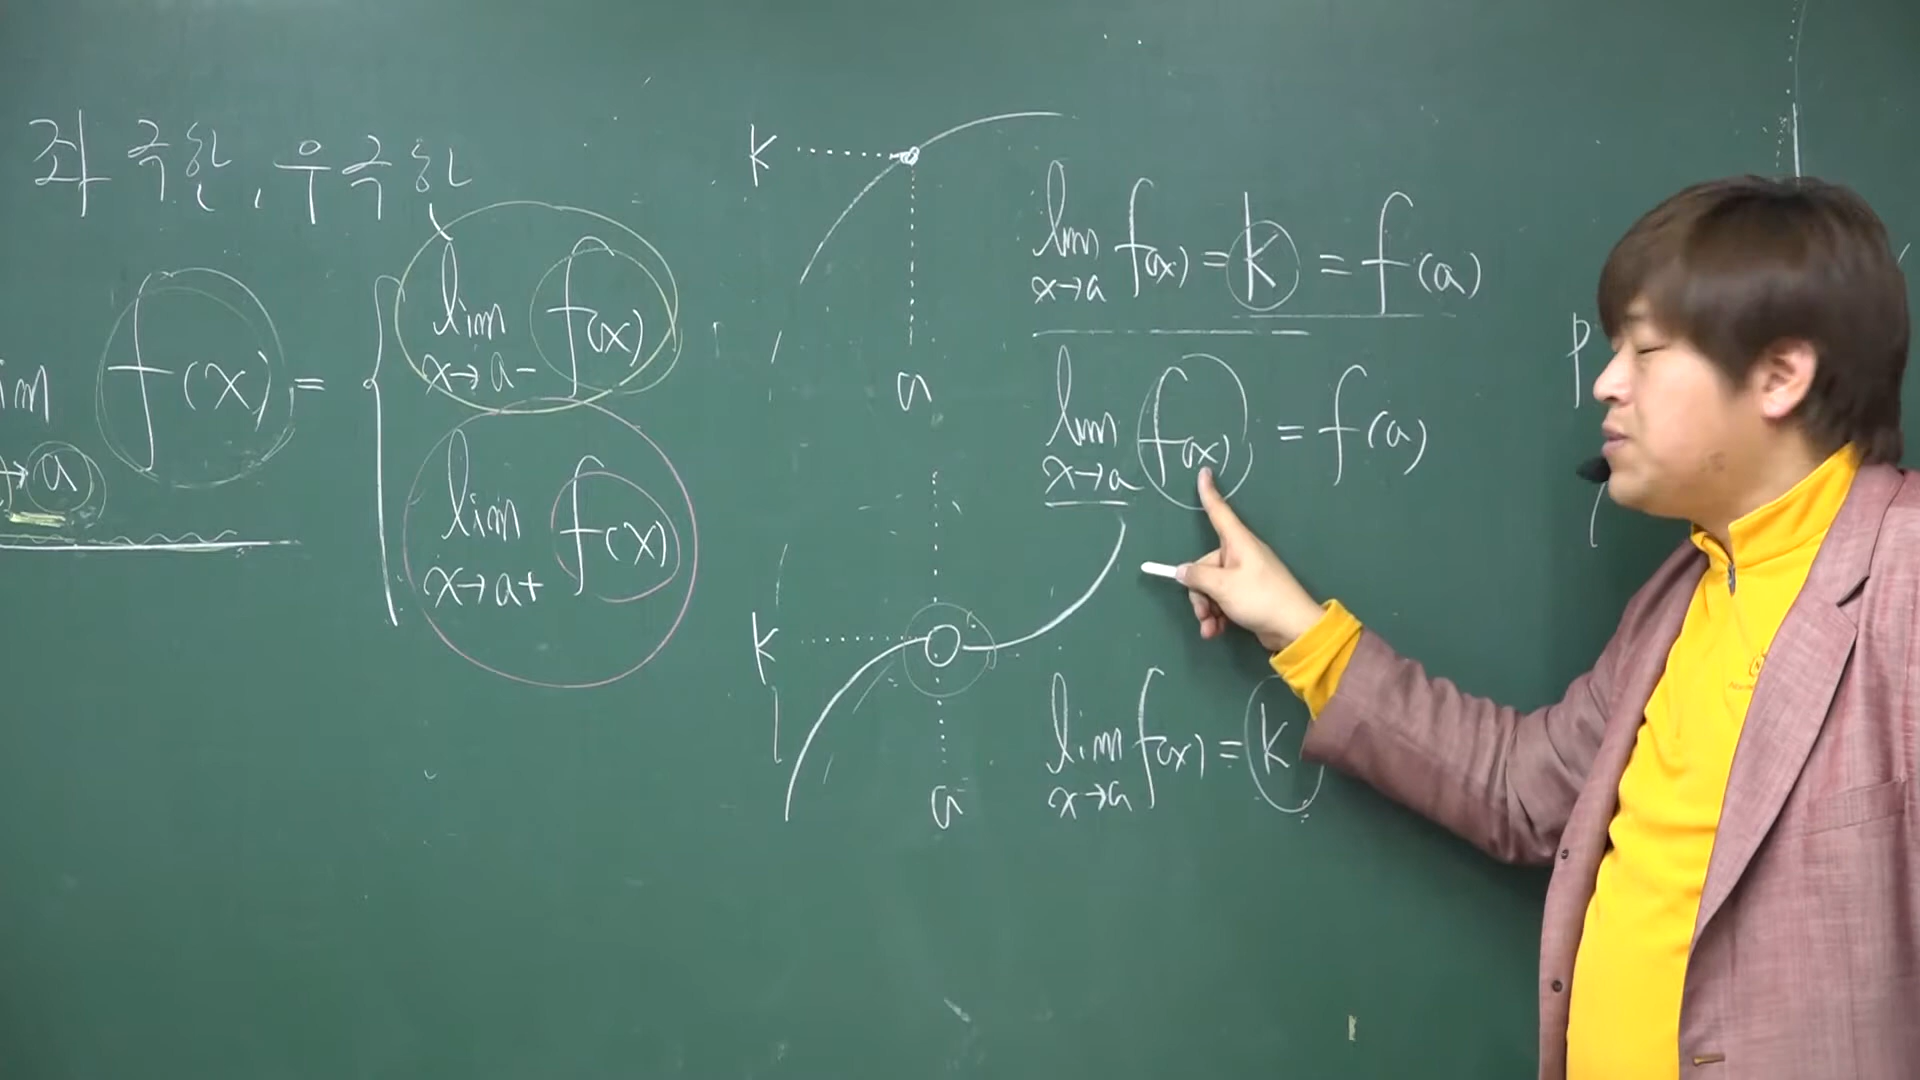 좌극한, 우극한
lim f(x) = { lim f(x)
→a x→a-
lim f(x)
x→a+
k
a
lim f(x) = k = f(a)
x→a
lim f(x) = f(a)
x→a
k
a
lim f(x) = k
x→a
p